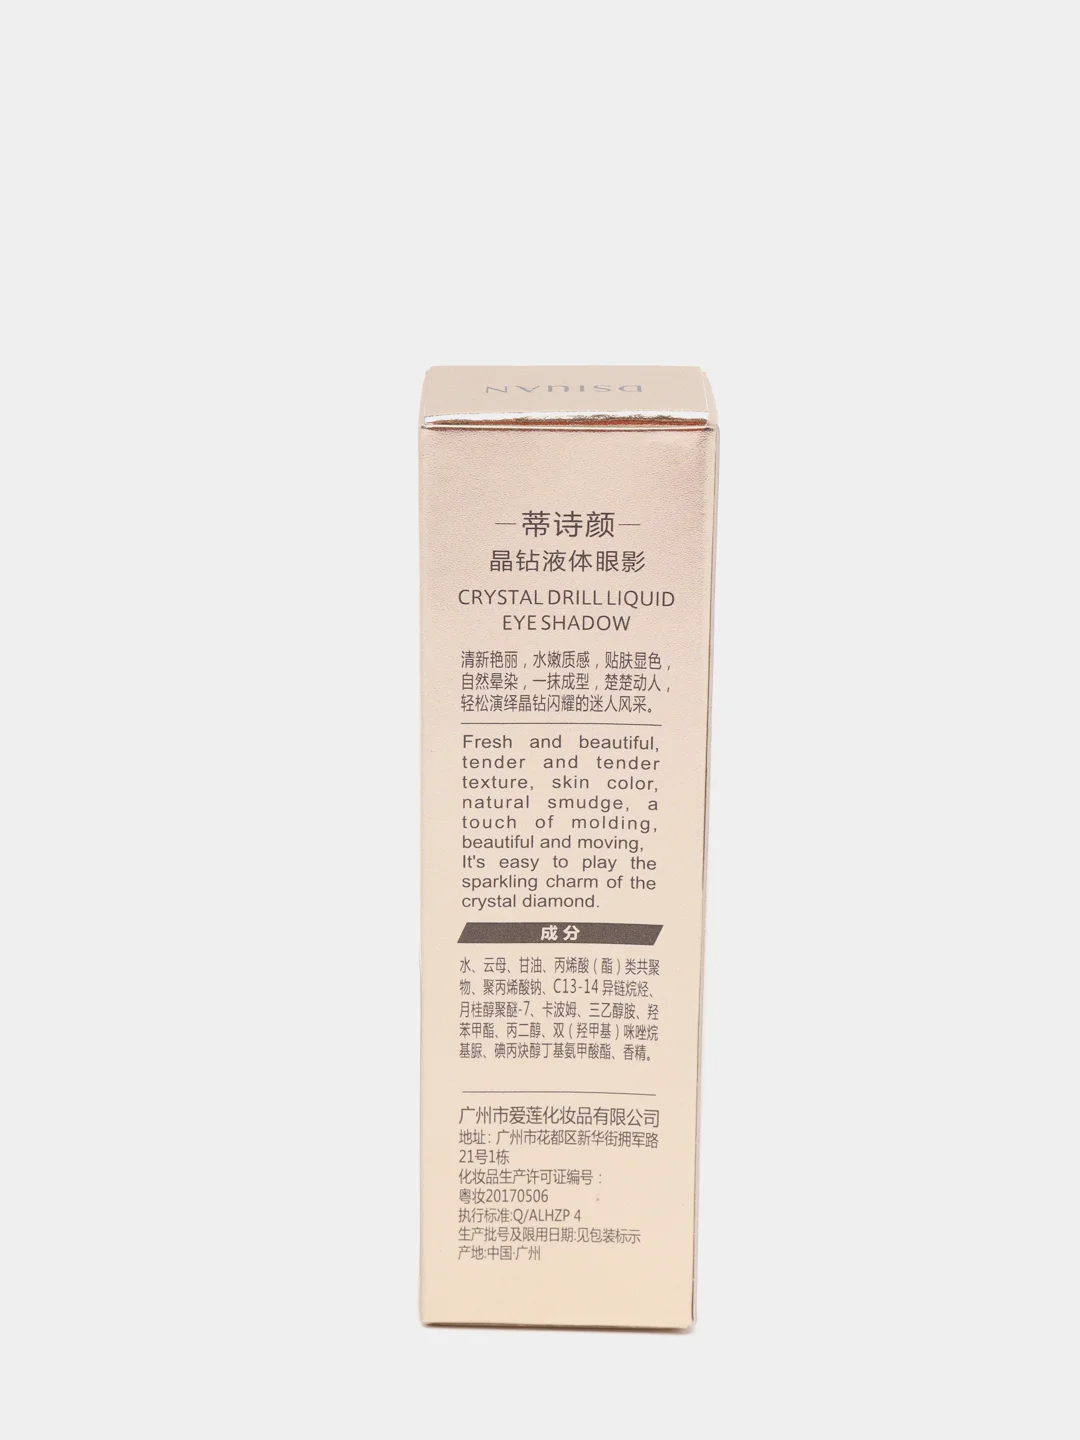 DSIUAN
蒂诗颜
晶钻液体眼影
CRYSTAL DRILL LIQUID
EYE SHADOW
清新艳丽，水嫩质感，贴肤显色，
自然晕染，一抹成型，楚楚动人，
轻松演绎晶钻闪耀的迷人风采。
Fresh and beautiful,
tender and tender
texture, skin color,
natural smudge, a
touch of molding,
beautiful and moving,
It's easy to play the
sparkling charm of the
crystal diamond.
成分
水、云母、甘油、丙烯酸（酯）类共聚
物、聚丙烯酸钠、C13-14 异链烷烃、
月桂醇聚醚-7、卡波姆、三乙醇胺、羟
苯甲酯、丙二醇、双（羟甲基）咪唑烷
基脲、碘丙炔醇丁基氨甲酸酯、香精。
广州市爱莲化妆品有限公司
地址：广州市花都区新华街拥军路
21号1栋
化妆品生产许可证编号：
粤妆20170506
执行标准:Q/ALHZP 4
生产批号及限用日期:见包装标示
产地:中国·广州